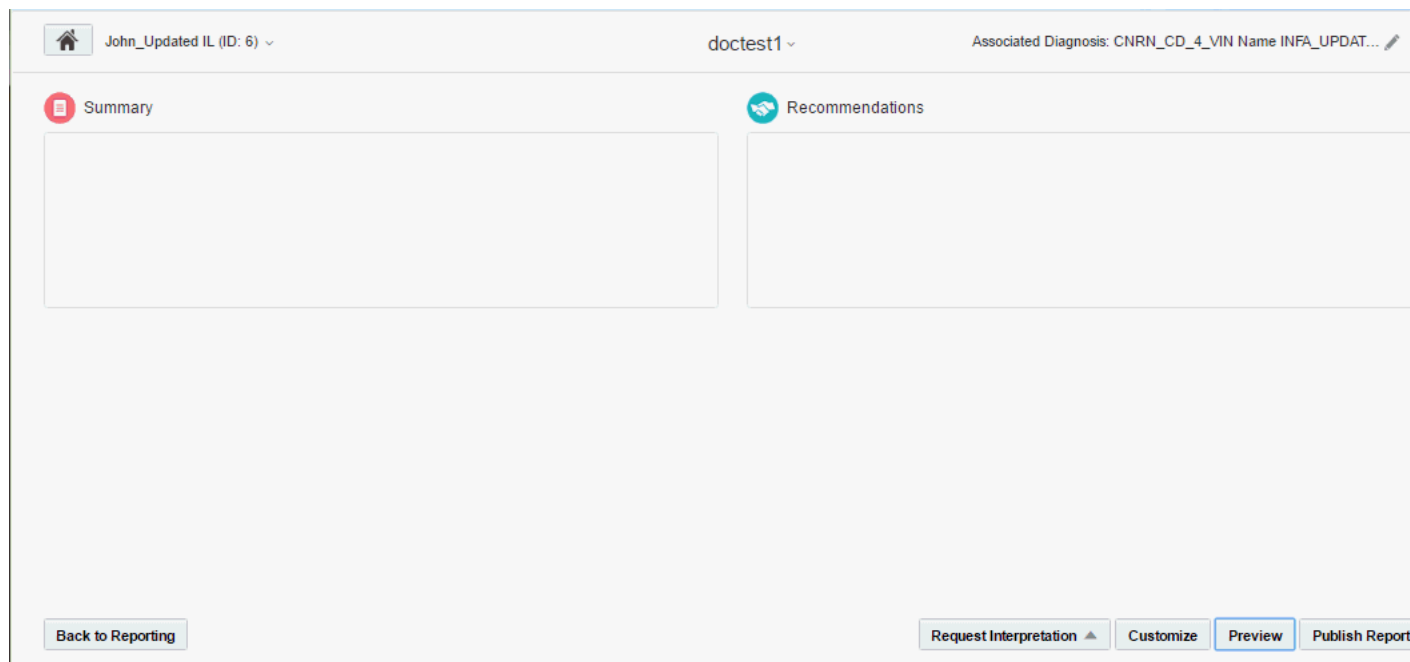 John_Updated IL (ID: 6)
doctest1
Associated Diagnosis: CNRN_CD_4_VIN Name INFA_UPDAT...
Summary
Recommendations
Back to Reporting
Request Interpretation
Customize
Preview
Publish Report